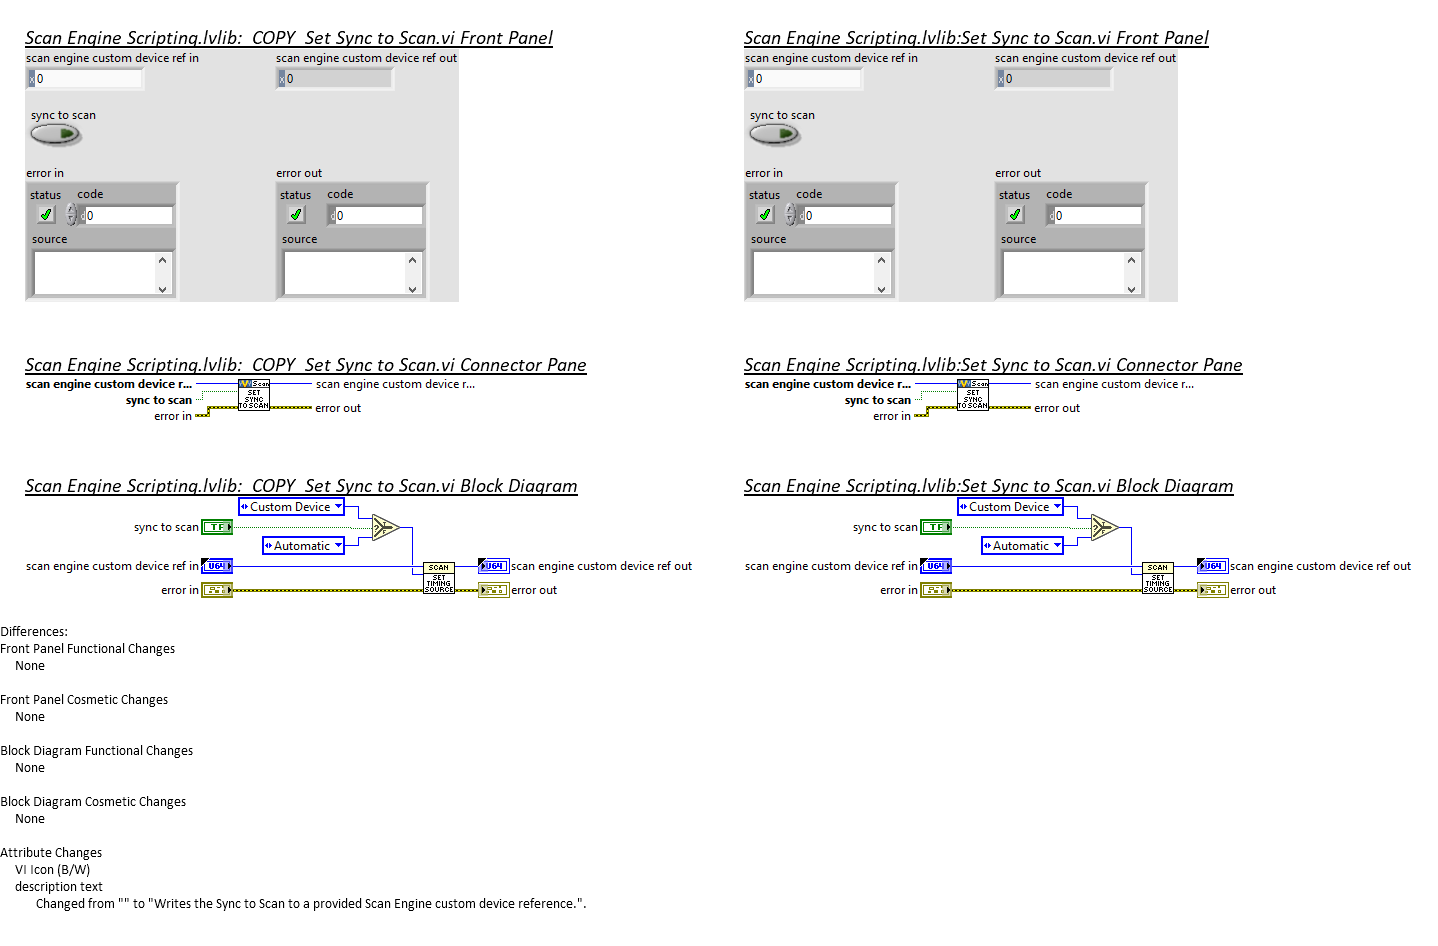 Scan Engine Scripting.lvlib:  COPY  Set Sync to Scan.vi Front Panel
scan engine custom device ref in
scan engine custom device ref out
x 0
x 0
sync to scan
error in
error out
status code
status code
d 0
d 0
source
source
Scan Engine Scripting.lvlib:Set Sync to Scan.vi Front Panel
scan engine custom device ref in
scan engine custom device ref out
x 0
x 0
sync to scan
error in
error out
status code
status code
d 0
d 0
source
source
Scan Engine Scripting.lvlib:  COPY  Set Sync to Scan.vi Connector Pane
scan engine custom device r...
scan engine custom device r...
sync to scan
error in
error out
Scan
SET
SYNC
TO SCAN
Scan Engine Scripting.lvlib:Set Sync to Scan.vi Connector Pane
scan engine custom device r...
scan engine custom device r...
sync to scan
error in
error out
Scan
SET
SYNC
TO SCAN
Scan Engine Scripting.lvlib:  COPY  Set Sync to Scan.vi Block Diagram
Custom Device
sync to scan
TF
? T F
Automatic
scan engine custom device ref in
U64
SCAN
SET
TIMING
SOURCE
U64
scan engine custom device ref out
error in
error out
Scan Engine Scripting.lvlib:Set Sync to Scan.vi Block Diagram
Custom Device
sync to scan
TF
? T F
Automatic
scan engine custom device ref in
U64
SCAN
SET
TIMING
SOURCE
U64
scan engine custom device ref out
error in
error out
Differences:
Front Panel Functional Changes
None
Front Panel Cosmetic Changes
None
Block Diagram Functional Changes
None
Block Diagram Cosmetic Changes
None
Attribute Changes
VI Icon (B/W)
description text
Changed from "" to "Writes the Sync to Scan to a provided Scan Engine custom device reference.".